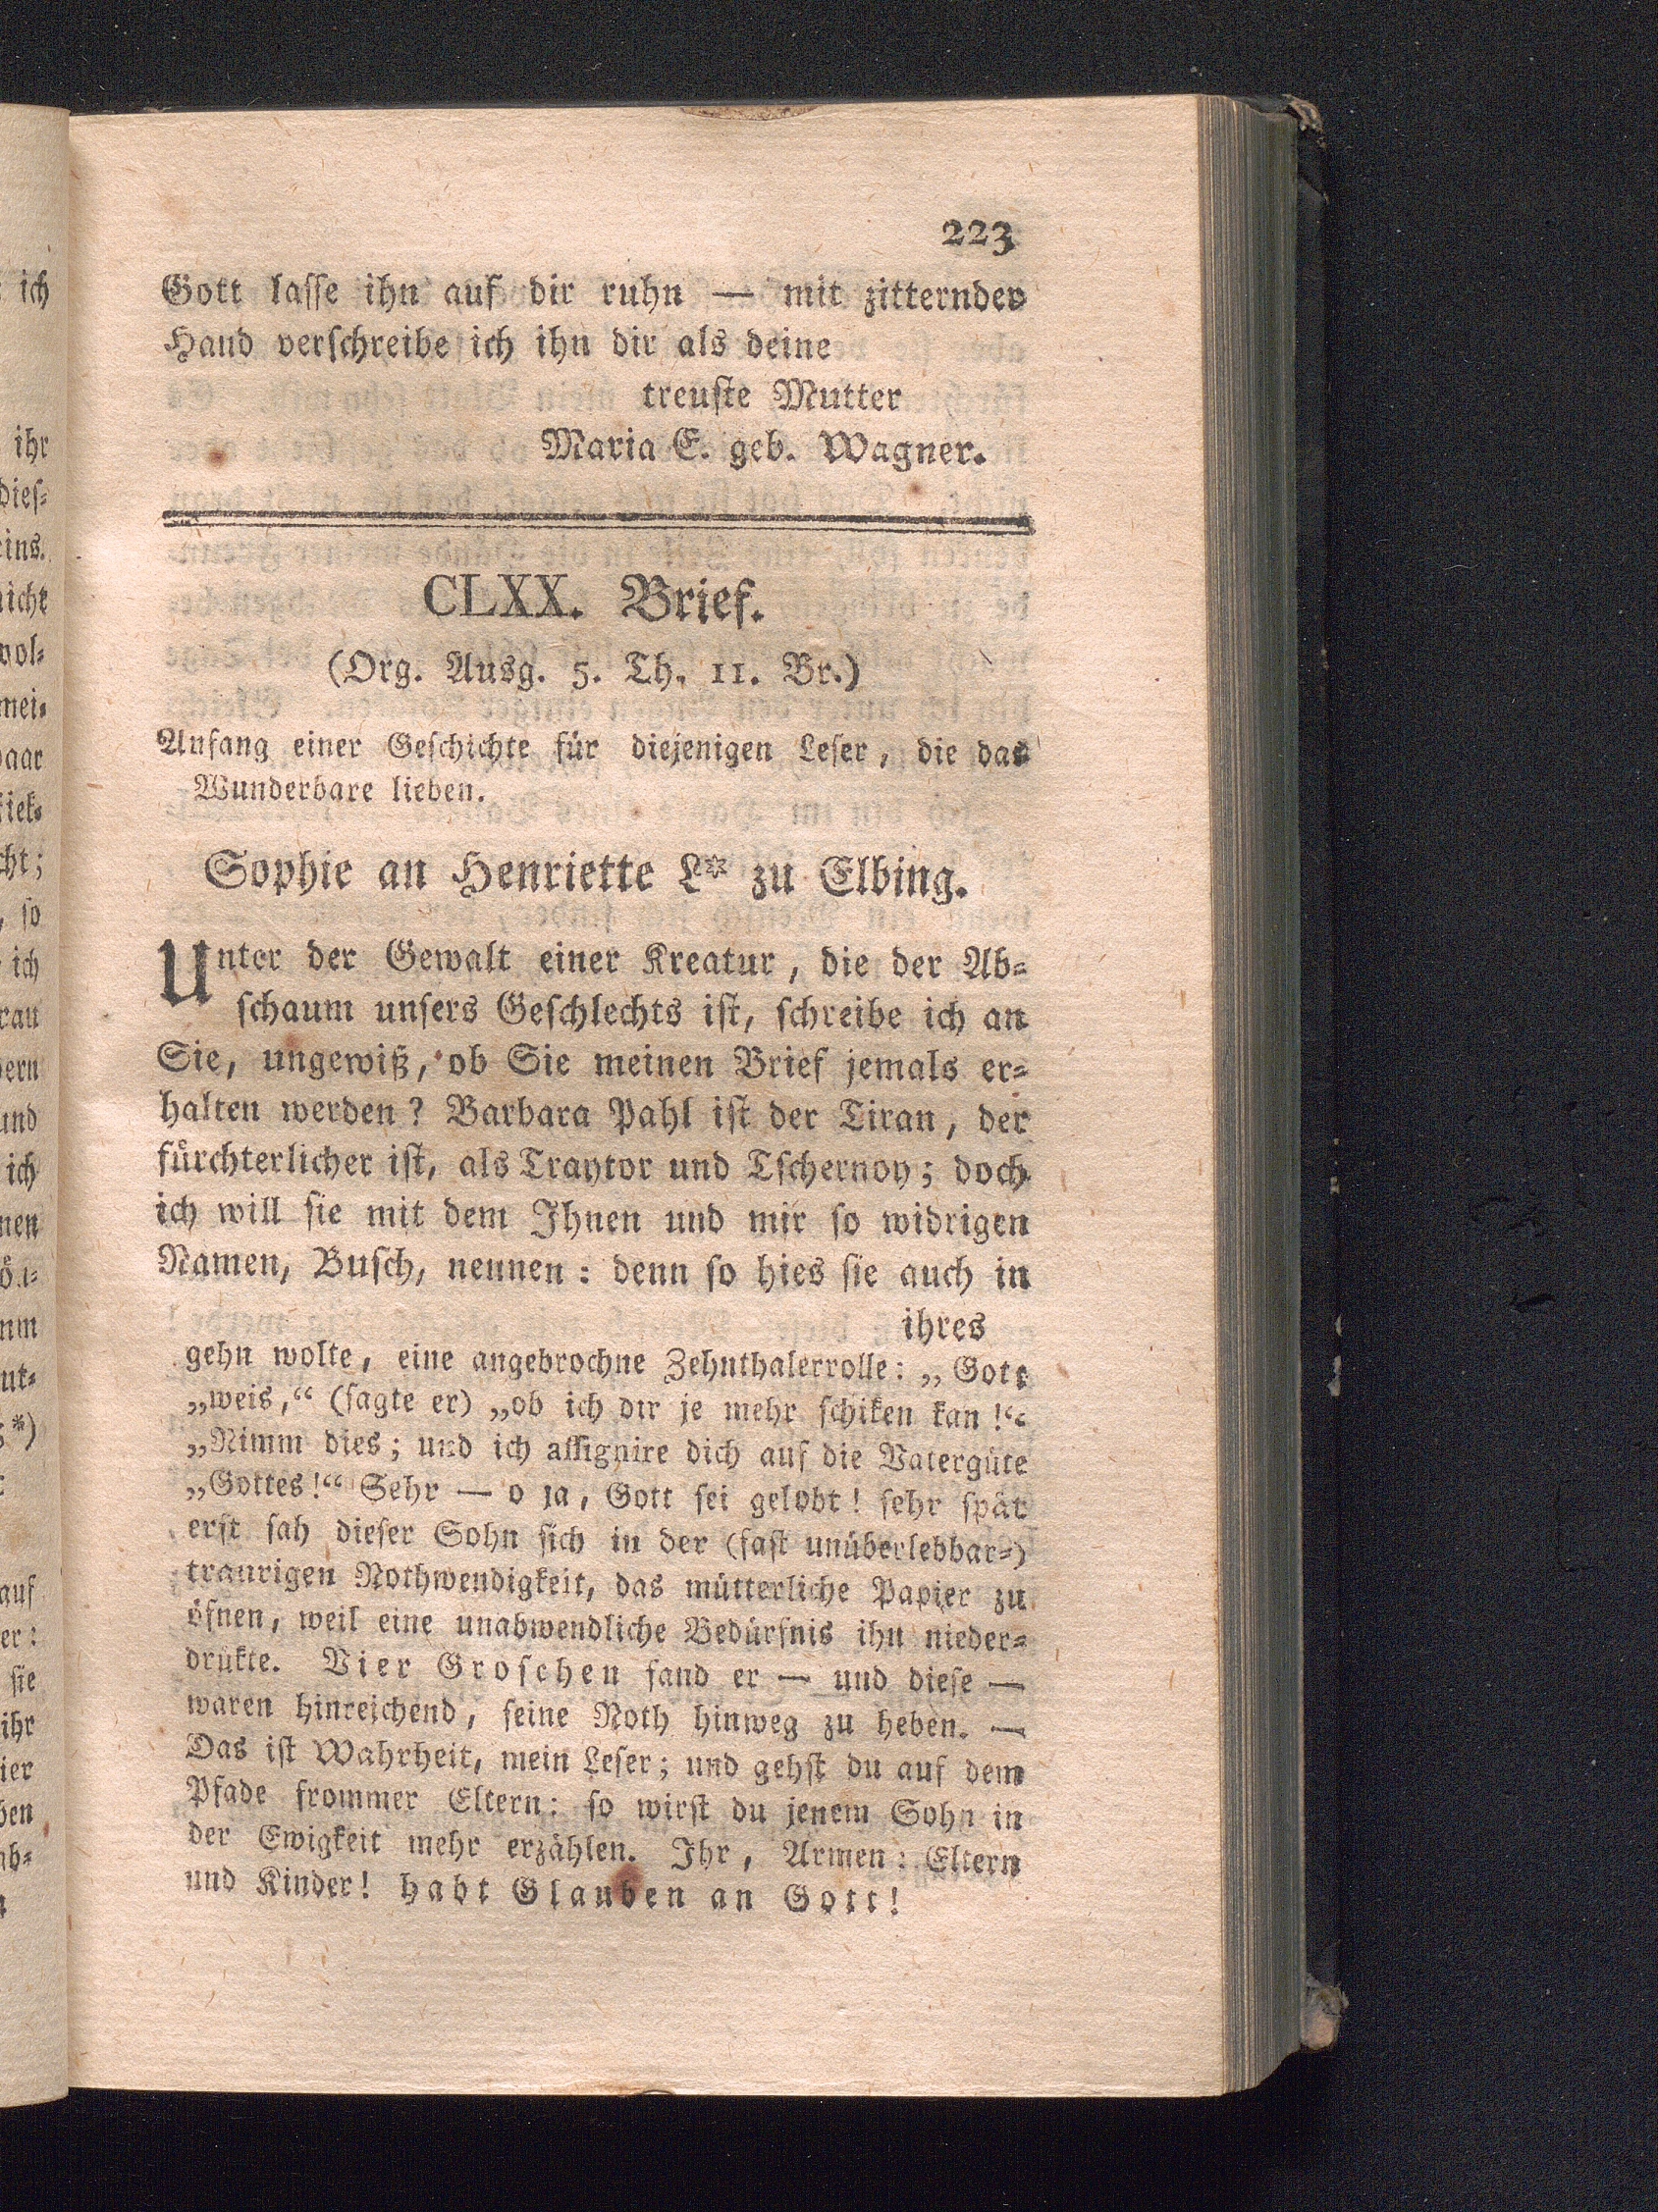 223
Gott lasse ihn auf dir ruhn — mit zitternder
Hand verschreibe ich ihn dir als deine
treuste Mutter
Maria E. geb. Wagner.
CLXX. Brief.
(Org. Ausg. 5. Th. 11. Br.)
Anfang einer Geschichte für diejenigen Leser, die das
Wunderbare lieben.
Sophie an Henriette L* zu Elbing.
Unter der Gewalt einer Kreatur, die der Ab=
schaum unsers Geschlechts ist, schreibe ich an
Sie, ungewiß, ob Sie meinen Brief jemals er=
halten werden? Barbara Pahl ist der Tiran, der
fürchterlicher ist, als Traytor und Tschernoy; doch
ich will sie mit dem Ihnen und mir so widrigen
Namen, Busch, nennen: denn so hies sie auch in
ihres
gehn wolte, eine angebrochne Zehnthalerrolle: „Gott
„weis,“ (sagte er) „ob ich dir je mehr schiken kan!“
„Nimm dies; und ich assignire dich auf die Vatergüte
„Gottes!“ Sehr — o ja, Gott sei gelobt! sehr spät
erst sah dieser Sohn sich in der (fast unüberlebbar=)
traurigen Nothwendigkeit, das mütterliche Papier zu
öfnen, weil eine unabwendliche Bedürfnis ihn nieder=
drükte. Vier Groschen fand er — und diese —
waren hinreichend, seine Noth hinweg zu heben. —
Das ist Wahrheit, mein Leser; und gehst du auf dem
Pfade frommer Eltern: so wirst du jenem Sohn in
der Ewigkeit mehr erzählen. Ihr, Armen: Eltern
und Kinder! habt Glauben an Gott!